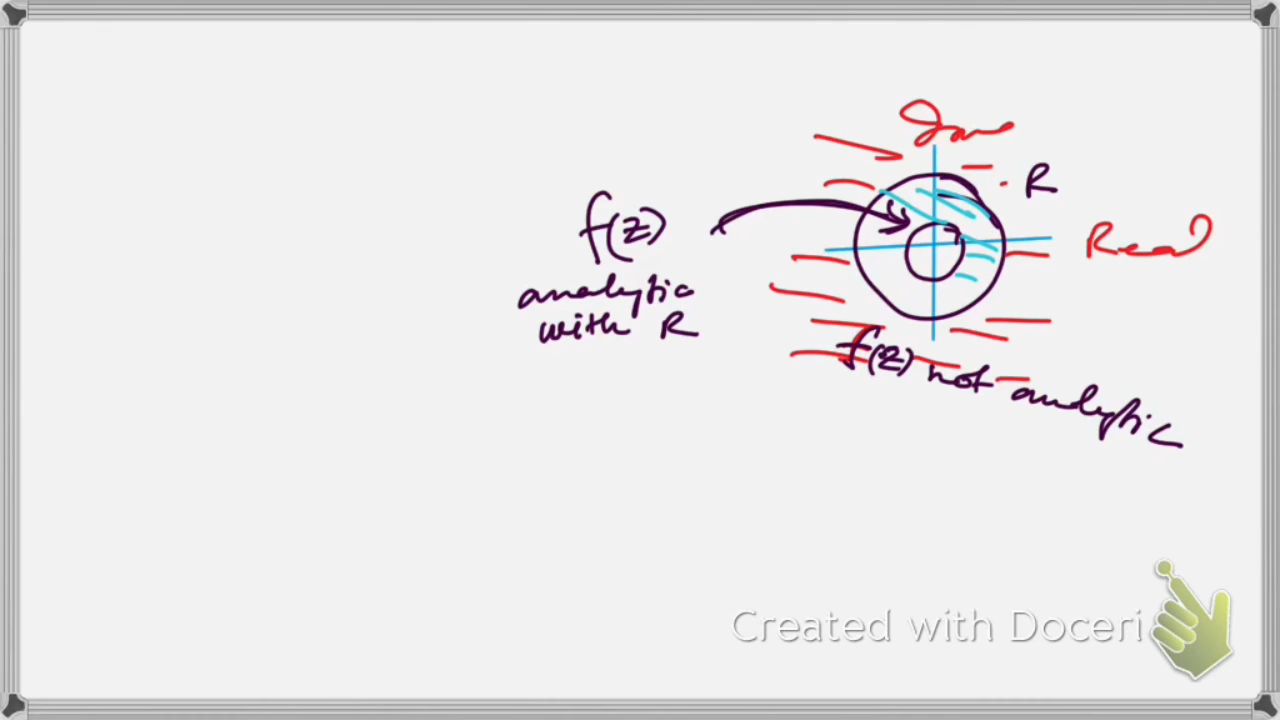 Imag
R
Real
f(z)
analytic
with R
f(z) not analytic
Created with Doceri